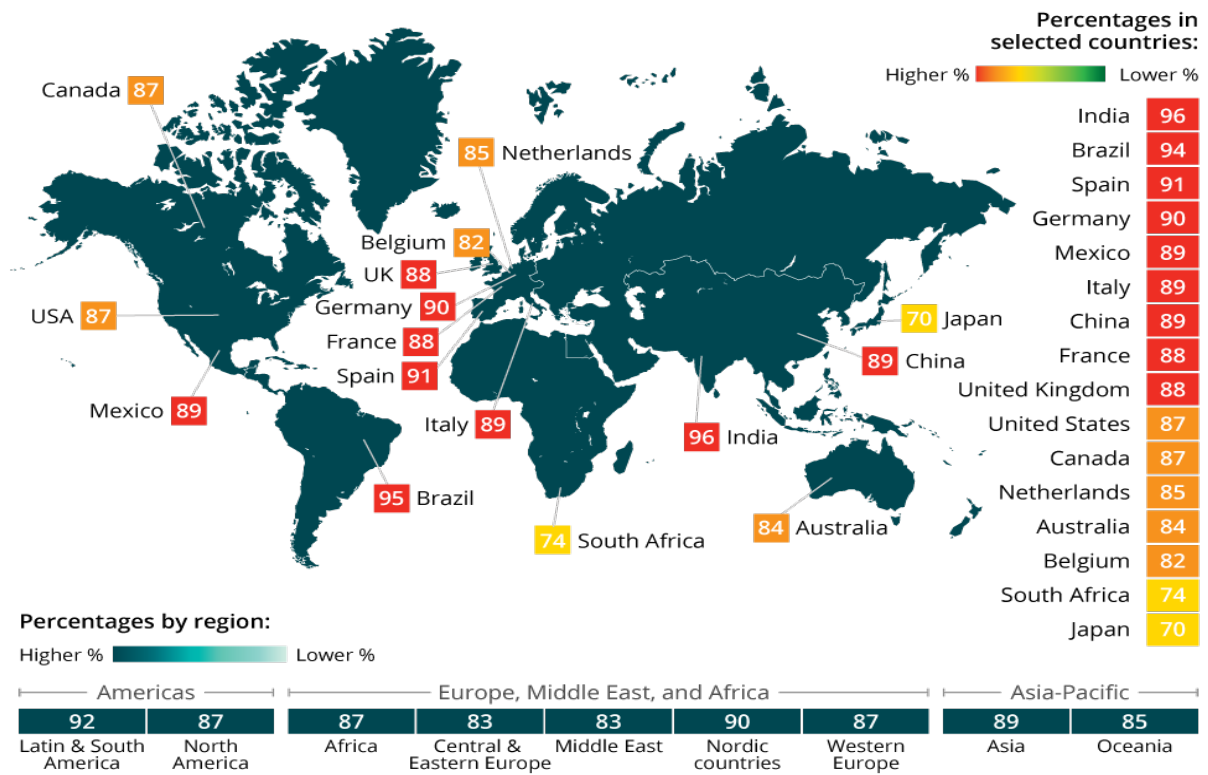 Percentages in
selected countries:
Higher % Lower %
India 96
Brazil 94
Spain 91
Germany 90
Mexico 89
Italy 89
China 89
France 88
United Kingdom 88
United States 87
Canada 87
Netherlands 85
Australia 84
Belgium 82
South Africa 74
Japan 70
Canada 87
85 Netherlands
Belgium 82
UK 88
Germany 90
USA 87
France 88
70 Japan
89 China
Spain 91
Mexico 89
Italy 89
96 India
95 Brazil
84 Australia
74 South Africa
Percentages by region:
Higher % Lower %
Americas
92
Latin & South
America
87
North
America
Europe, Middle East, and Africa
87
Africa
83
Central &
Eastern Europe
83
Middle East
90
Nordic
countries
87
Western
Europe
Asia-Pacific
89
Asia
85
Oceania